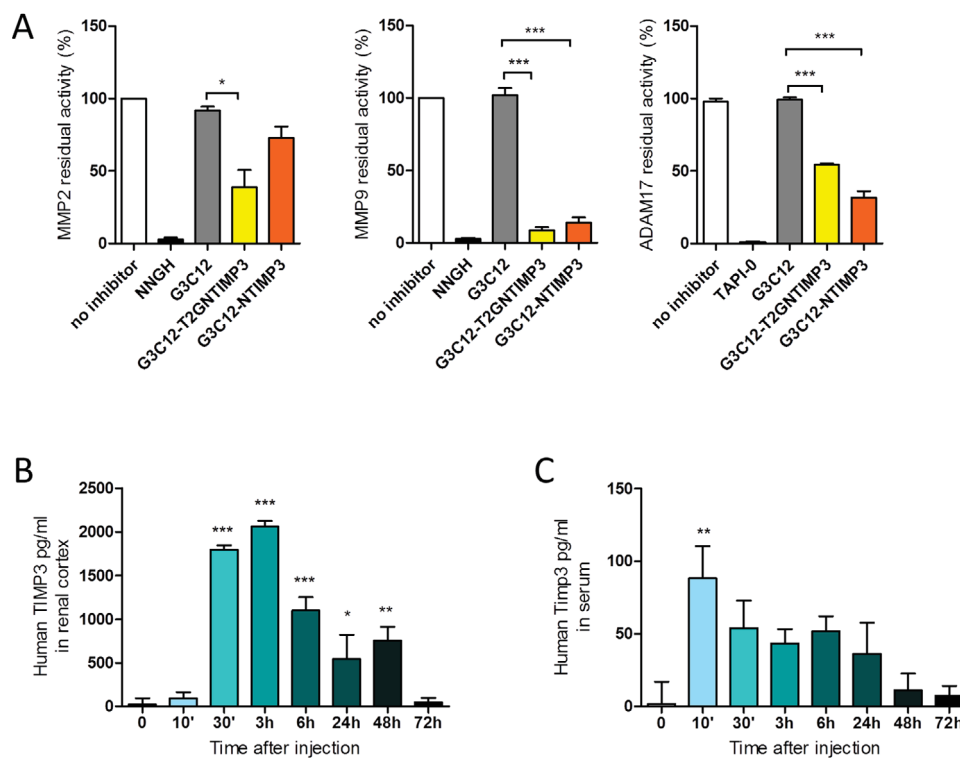 A
MMP2 residual activity (%)
150
100
50
0
*
no inhibitor
NNGH
G3C12
G3C12-T2GNTIMP3
G3C12-NTIMP3
MMP9 residual activity (%)
150
100
50
0
***
***
no inhibitor
NNGH
G3C12
G3C12-T2GNTIMP3
G3C12-NTIMP3
ADAM17 residual activity (%)
150
100
50
0
***
***
no inhibitor
TAPI-0
G3C12
G3C12-T2GNTIMP3
G3C12-NTIMP3
B
Human TIMP3 pg/ml
in renal cortex
2500
2000
1500
1000
500
0
*** *** *** * **
0 10' 30' 3h 6h 24h 48h 72h
Time after injection
C
Human Timp3 pg/ml
in serum
150
100
50
0
**
0 10' 30' 3h 6h 24h 48h 72h
Time after injection